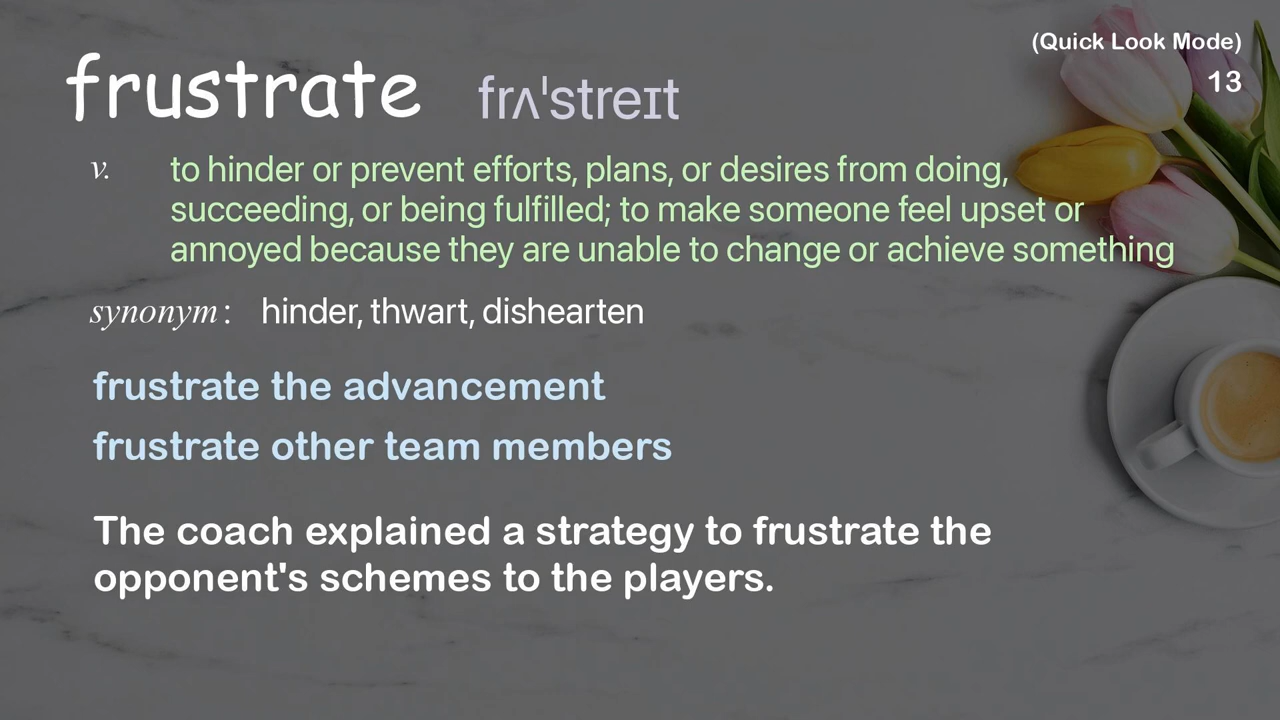 (Quick Look Mode)
13
frustrate frʌˈstreɪt
v. to hinder or prevent efforts, plans, or desires from doing,
succeeding, or being fulfilled; to make someone feel upset or
annoyed because they are unable to change or achieve something
synonym: hinder, thwart, dishearten
frustrate the advancement
frustrate other team members
The coach explained a strategy to frustrate the
opponent's schemes to the players.